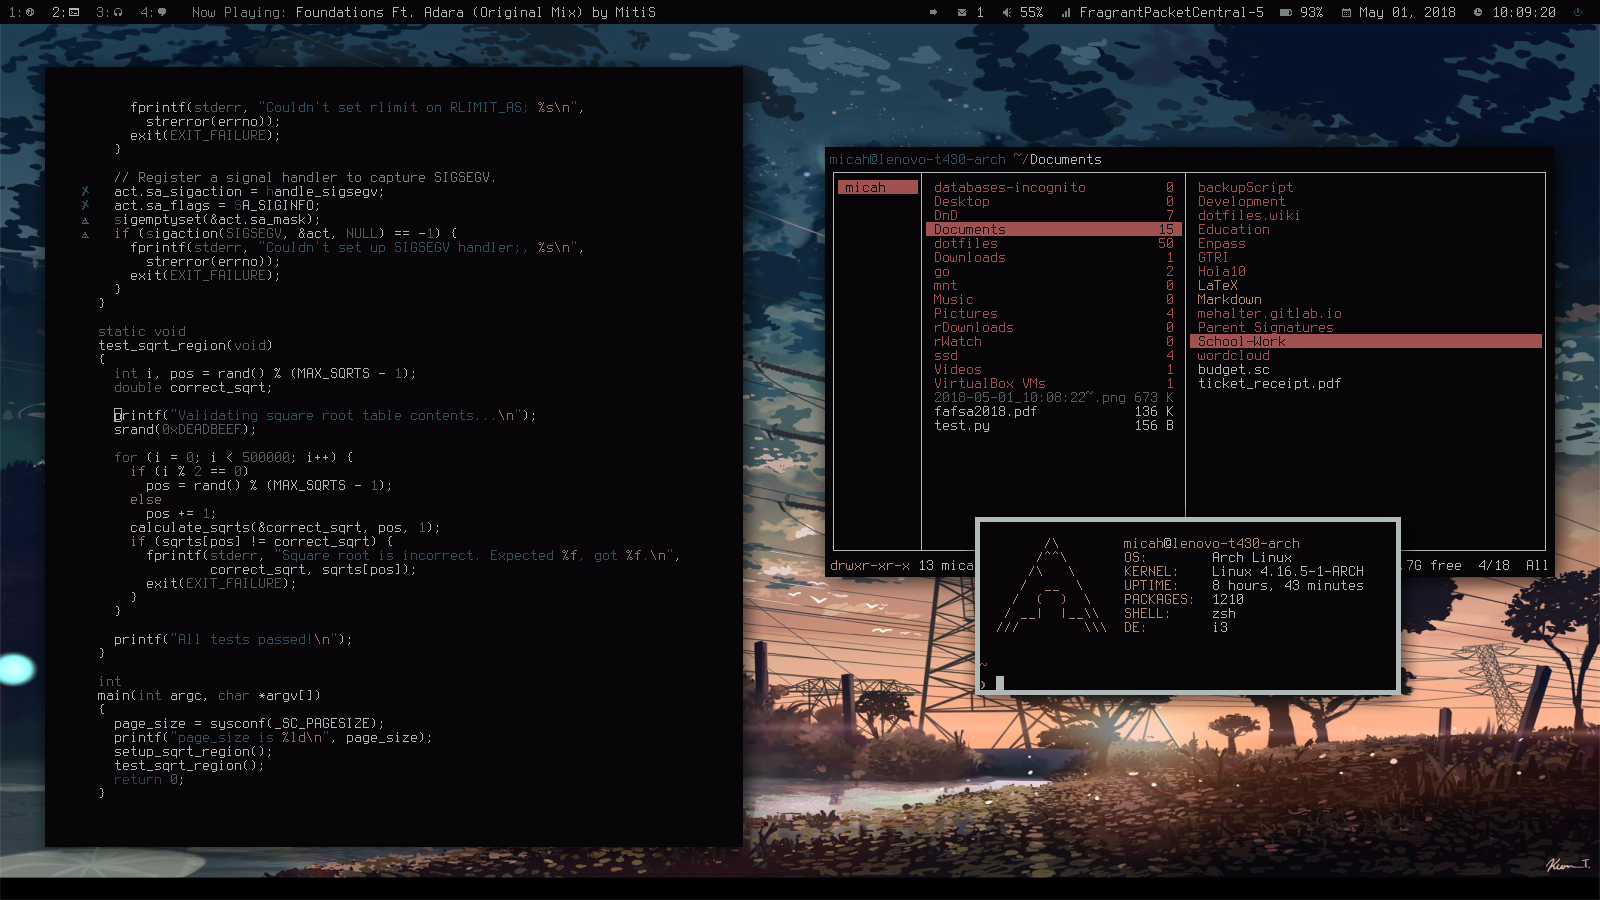 1: 2: 3: 4: Now Playing: Foundations Ft. Adara (Original Mix) by MitiS 1 55% FragrantPacketCentral-5 93% May 01, 2018 10:09:20
fprintf(stderr, "Couldn't set rlimit on RLIMIT_AS; %s\n",
strerror(errno));
exit(EXIT_FAILURE);
}
// Register a signal handler to capture SIGSEGV.
act.sa_sigaction = handle_sigsegv;
act.sa_flags = SA_SIGINFO;
sigemptyset(&act.sa_mask);
if (sigaction(SIGSEGV, &act, NULL) == -1) {
fprintf(stderr, "Couldn't set up SIGSEGV handler;, %s\n",
strerror(errno));
exit(EXIT_FAILURE);
}
}
static void
test_sqrt_region(void)
{
int i, pos = rand() % (MAX_SQRTS - 1);
double correct_sqrt;
printf("Validating square root table contents...\n");
srand(0xDEADBEEF);
for (i = 0; i < 500000; i++) {
if (i % 2 == 0)
pos = rand() % (MAX_SQRTS - 1);
else
pos += 1;
calculate_sqrts(&correct_sqrt, pos, 1);
if (sqrts[pos] != correct_sqrt) {
fprintf(stderr, "Square root is incorrect. Expected %f, got %f.\n",
correct_sqrt, sqrts[pos]);
exit(EXIT_FAILURE);
}
}
printf("All tests passed!\n");
}
int
main(int argc, char *argv[])
{
page_size = sysconf(_SC_PAGESIZE);
printf("page_size is %ld\n", page_size);
setup_sqrt_region();
test_sqrt_region();
return 0;
}
micah@lenovo-t430-arch ~/Documents
micah
databases-incognito 0
Desktop 0
DnD 7
Documents 15
dotfiles 50
Downloads 1
go 2
mnt 0
Music 0
Pictures 4
rDownloads 0
rWatch 0
ssd 4
Videos 1
VirtualBox VMs 1
2018-05-01_10:08:22~.png 673 K
fafsa2018.pdf 136 K
test.py 156 B
backupScript
Development
dotfiles.wiki
Education
Enpass
GTRI
Hola10
LaTeX
Markdown
mehalter.gitlab.io
Parent Signatures
School-Work
wordcloud
budget.sc
ticket_receipt.pdf
drwxr-xr-x 13 mica
.7G free 4/18 All
micah@lenovo-t430-arch
OS: Arch Linux
KERNEL: Linux 4.16.5-1-ARCH
UPTIME: 8 hours, 43 minutes
PACKAGES: 1210
SHELL: zsh
DE: i3
~